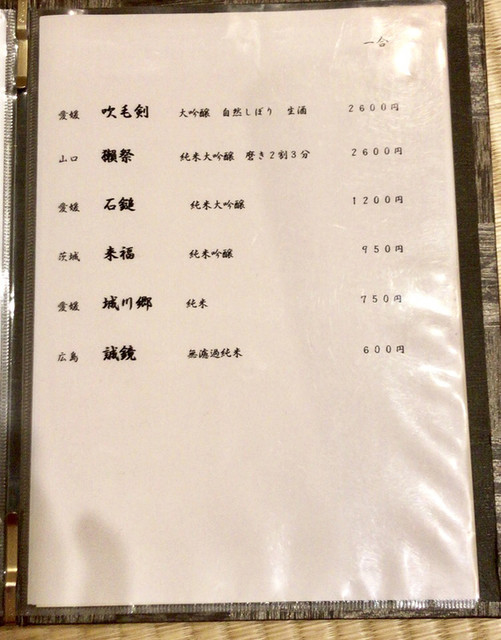 一合
愛媛 吹毛剣 大吟醸 自然しぼり 生酒 2600円
山口 獺祭 純米大吟醸 磨き2割3分 2600円
愛媛 石鎚 純米大吟醸 1200円
茨城 来福 純米吟醸 950円
愛媛 城川郷 純米 750円
広島 誠鏡 無濾過純米 600円